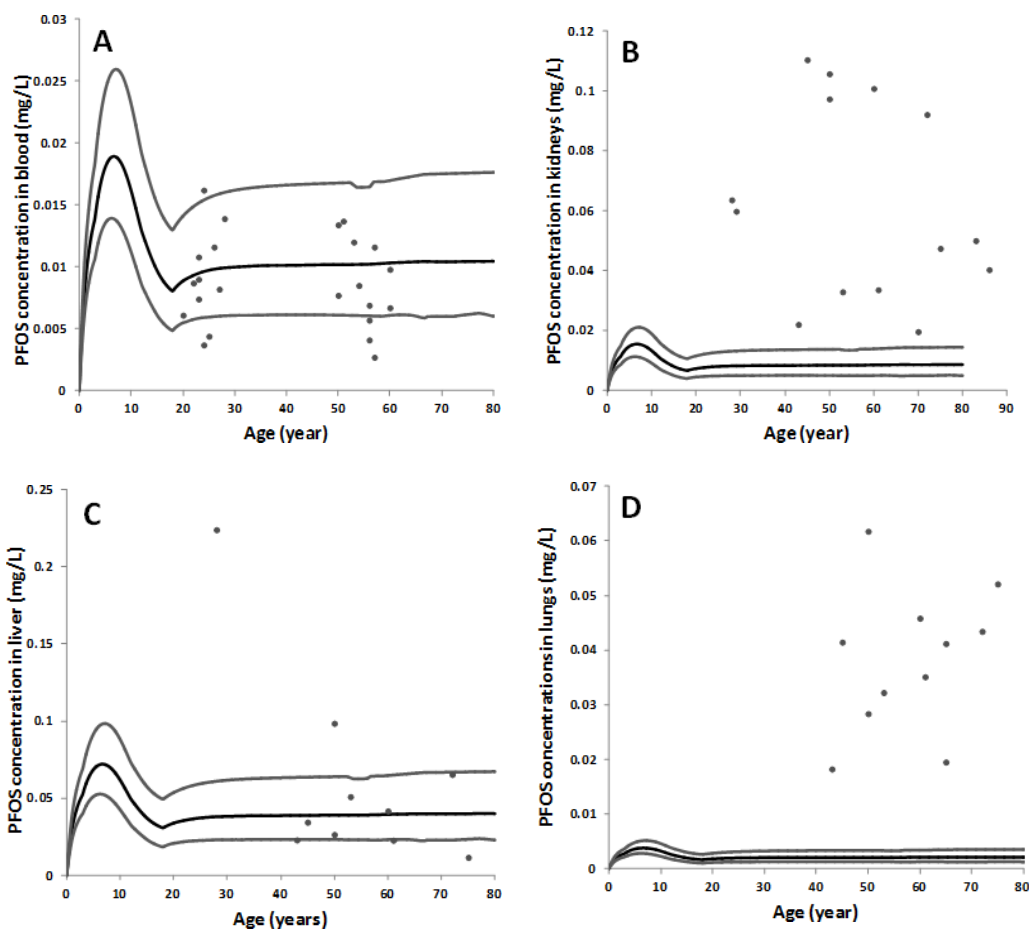 A
PFOS concentration in blood (mg/L)
0.03
0.025
0.02
0.015
0.01
0.005
0
0 10 20 30 40 50 60 70 80
Age (year)
B
PFOS concentration in kidneys (mg/L)
0.12
0.1
0.08
0.06
0.04
0.02
0
0 10 20 30 40 50 60 70 80 90
Age (year)
C
PFOS concentration in liver (mg/L)
0.25
0.2
0.15
0.1
0.05
0
0 10 20 30 40 50 60 70 80
Age (years)
D
PFOS concentrations in lungs (mg/L)
0.07
0.06
0.05
0.04
0.03
0.02
0.01
0
0 10 20 30 40 50 60 70 80
Age (year)